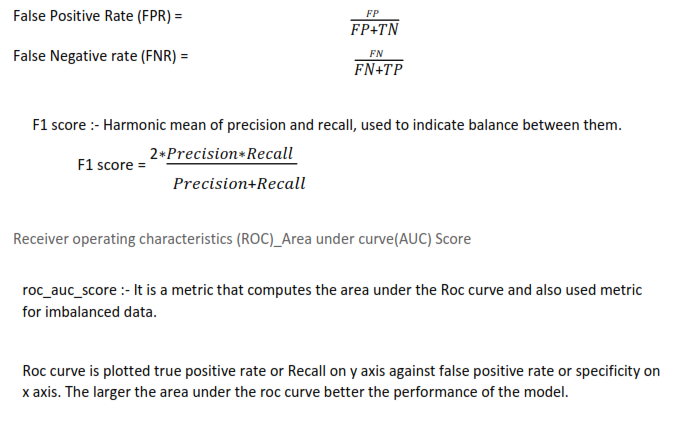 False Positive Rate (FPR) = FP/FP+TN
False Negative rate (FNR) = FN/FN+TP
F1 score :- Harmonic mean of precision and recall, used to indicate balance between them.
F1 score = 2*Precision*Recall/Precision+Recall
Receiver operating characteristics (ROC)_Area under curve(AUC) Score
roc_auc_score :- It is a metric that computes the area under the Roc curve and also used metric
for imbalanced data.
Roc curve is plotted true positive rate or Recall on y axis against false positive rate or specificity on
x axis. The larger the area under the roc curve better the performance of the model.